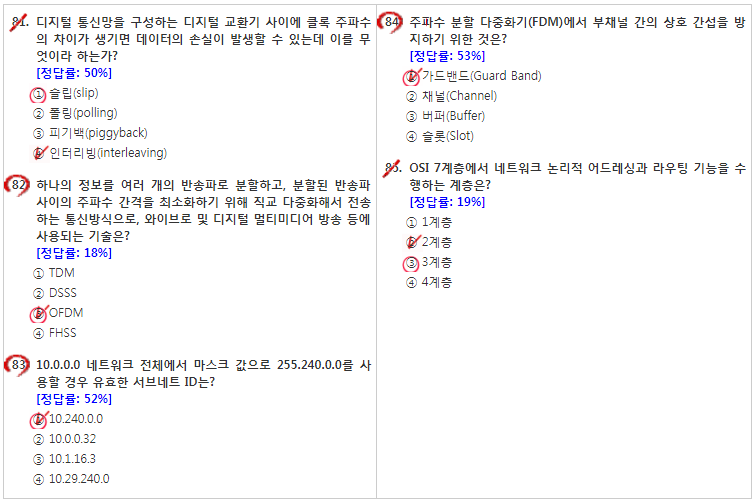 81. 디지털 통신망을 구성하는 디지털 교환기 사이에 클록 주파수
의 차이가 생기면 데이터의 손실이 발생할 수 있는데 이를 무
엇이라 하는가?
[정답률: 50%]
① 슬립(slip)
② 폴링(polling)
③ 피기백(piggyback)
④ 인터리빙(interleaving)
82. 하나의 정보를 여러 개의 반송파로 분할하고, 분할된 반송파
사이의 주파수 간격을 최소화하기 위해 직교 다중화해서 전송
하는 통신방식으로, 와이브로 및 디지털 멀티미디어 방송 등에
사용되는 기술은?
[정답률: 18%]
① TDM
② DSSS
③ OFDM
④ FHSS
83. 10.0.0.0 네트워크 전체에서 마스크 값으로 255.240.0.0를 사
용할 경우 유효한 서브네트 ID는?
[정답률: 52%]
① 10.240.0.0
② 10.0.0.32
③ 10.1.16.3
④ 10.29.240.0
84. 주파수 분할 다중화기(FDM)에서 부채널 간의 상호 간섭을 방
지하기 위한 것은?
[정답률: 53%]
① 가드밴드(Guard Band)
② 채널(Channel)
③ 버퍼(Buffer)
④ 슬롯(Slot)
85. OSI 7계층에서 네트워크 논리적 어드레싱과 라우팅 기능을 수
행하는 계층은?
[정답률: 19%]
① 1계층
② 2계층
③ 3계층
④ 4계층